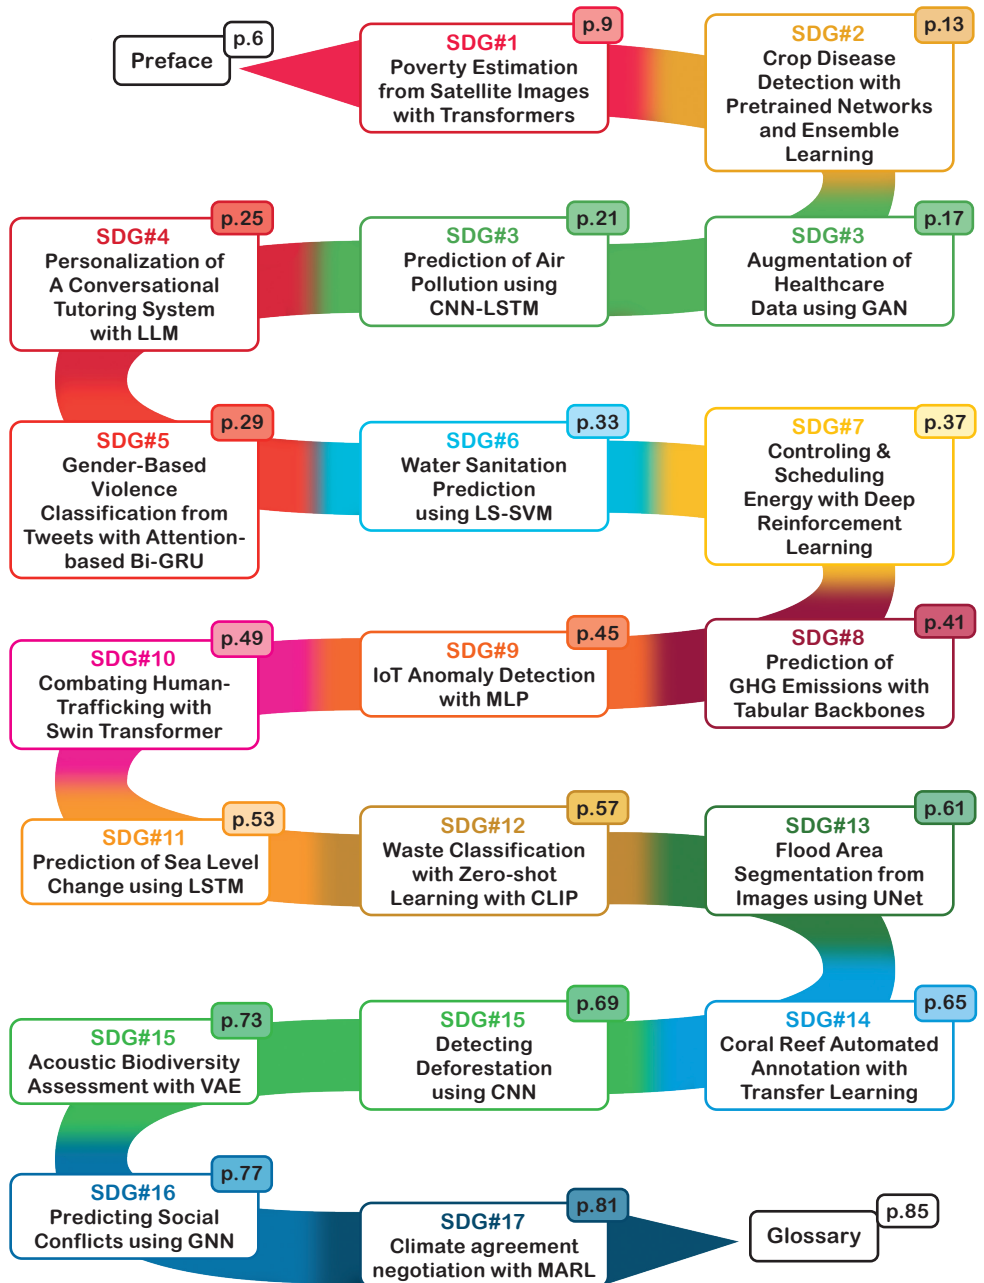 Preface
p.6
SDG#1
p.9
Poverty Estimation
from Satellite Images
with Transformers
SDG#2
p.13
Crop Disease
Detection with
Pretrained Networks
and Ensemble
Learning
SDG#3
p.17
Augmentation of
Healthcare
Data using GAN
SDG#3
p.21
Prediction of Air
Pollution using
CNN-LSTM
SDG#4
p.25
Personalization of
A Conversational
Tutoring System
with LLM
SDG#5
p.29
Gender-Based
Violence
Classification from
Tweets with Attention-
based Bi-GRU
SDG#6
p.33
Water Sanitation
Prediction
using LS-SVM
SDG#7
p.37
Controling &
Scheduling
Energy with Deep
Reinforcement
Learning
SDG#8
p.41
Prediction of
GHG Emissions with
Tabular Backbones
SDG#9
p.45
IoT Anomaly Detection
with MLP
SDG#10
p.49
Combating Human-
Trafficking with
Swin Transformer
SDG#11
p.53
Prediction of Sea Level
Change using LSTM
SDG#12
p.57
Waste Classification
with Zero-shot
Learning with CLIP
SDG#13
p.61
Flood Area
Segmentation from
Images using UNet
SDG#14
p.65
Coral Reef Automated
Annotation with
Transfer Learning
SDG#15
p.69
Detecting
Deforestation
using CNN
SDG#15
p.73
Acoustic Biodiversity
Assessment with VAE
SDG#16
p.77
Predicting Social
Conflicts using GNN
SDG#17
p.81
Climate agreement
negotiation with MARL
Glossary
p.85